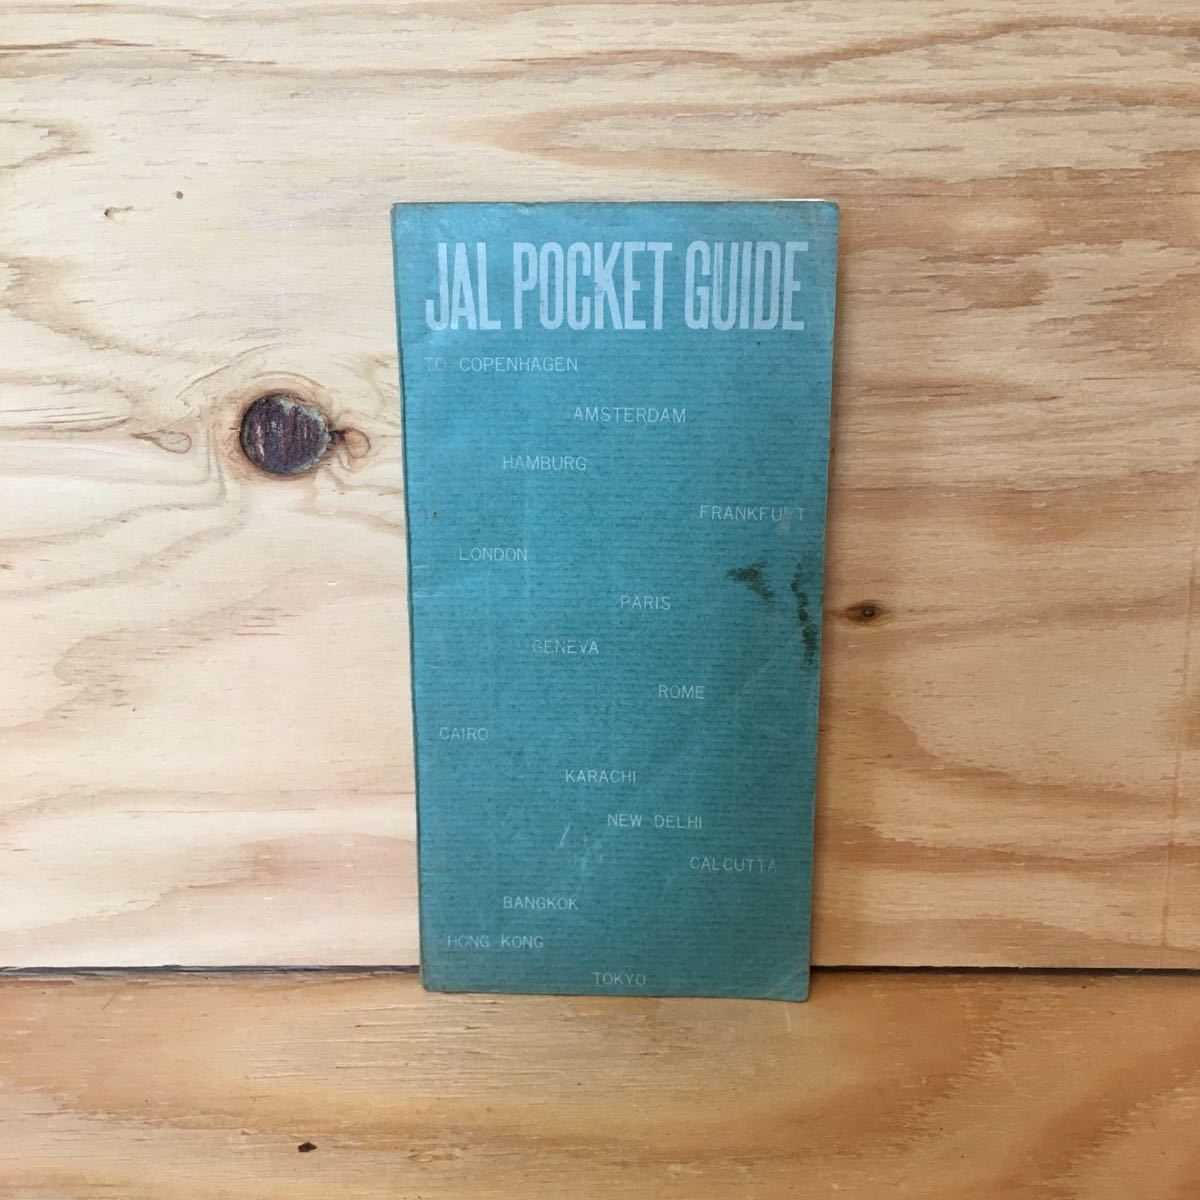 JAL POCKET GUIDE
TO COPENHAGEN
AMSTERDAM
HAMBURG
FRANKFURT
LONDON
PARIS
GENEVA
ROME
CAIRO
KARACHI
NEW DELHI
CALCUTTA
BANGKOK
HONG KONG
TOKYO